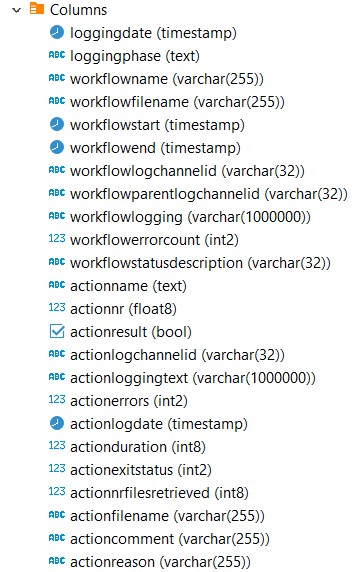 Columns
loggingdate (timestamp)
ABC loggingphase (text)
ABC workflowname (varchar(255))
ABC workflowfilename (varchar(255))
workflowstart (timestamp)
workflowend (timestamp)
ABC workflowlogchannelid (varchar(32))
ABC workflowparentlogchannelid (varchar(32))
ABC workflowlogging (varchar(1000000))
123 workflowerrorcount (int2)
ABC workflowstatusdescription (varchar(32))
ABC actionname (text)
123 actionnr (float8)
actionresult (bool)
ABC actionlogchannelid (varchar(32))
ABC actionloggingtext (varchar(1000000))
123 actionerrors (int2)
actionlogdate (timestamp)
123 actionduration (int8)
123 actionexitstatus (int2)
123 actionnrfilesretrieved (int8)
ABC actionfilename (varchar(255))
ABC actioncomment (varchar(255))
ABC actionreason (varchar(255))